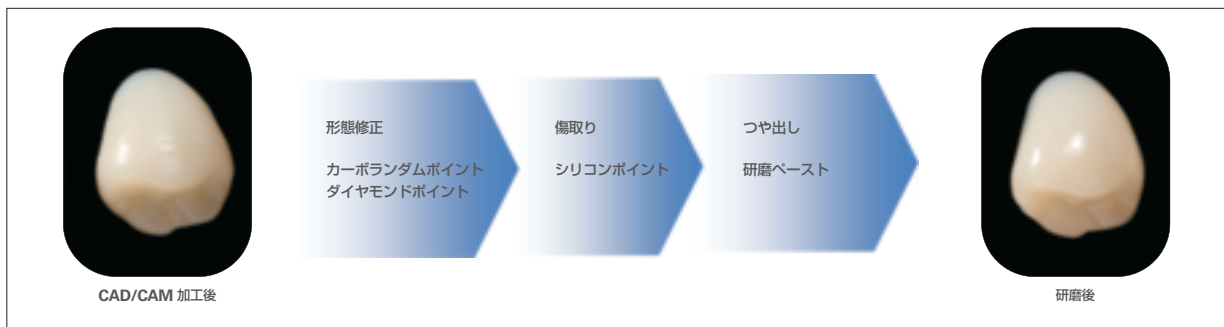 形態修正
カーボランダムポイント
ダイヤモンドポイント
傷取り
シリコンポイント
つや出し
研磨ペースト
CAD/CAM 加工後
研磨後